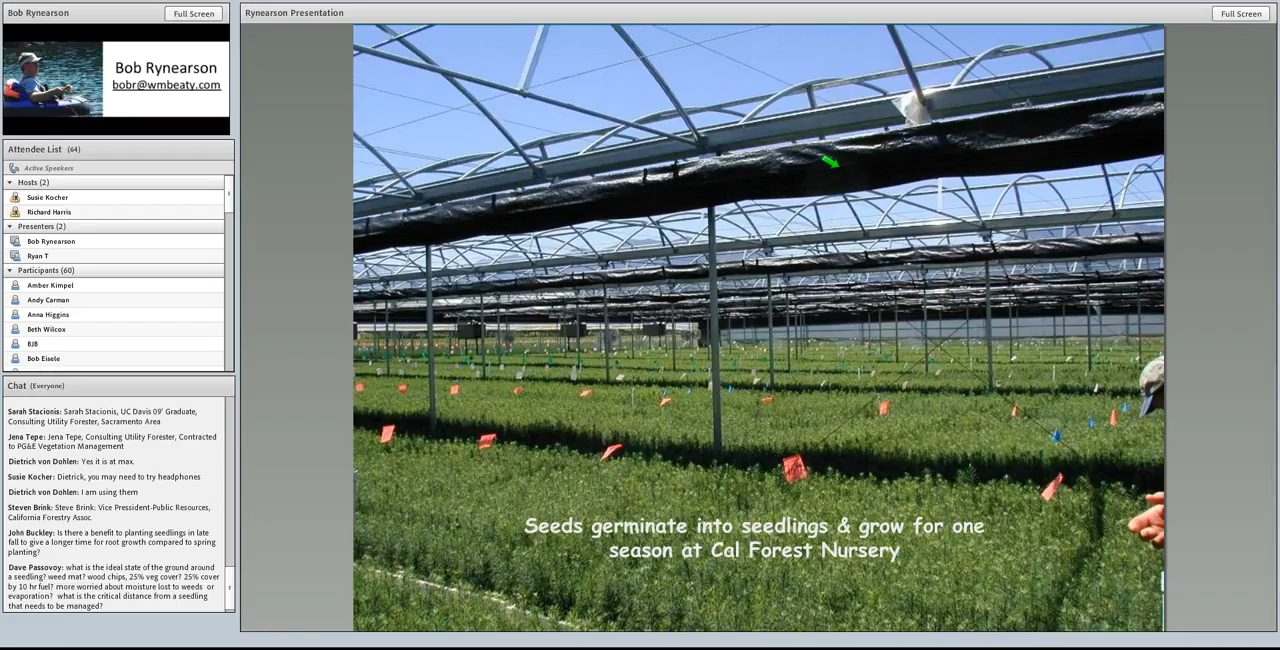 Bob Rynearson
Full Screen
Rynearson Presentation
Full Screen
Bob Rynearson
bobr@wmbeaty.com
Attendee List (64)
Active Speakers
Hosts (2)
Susie Kocher
Richard Harris
Presenters (2)
Bob Rynearson
Ryan T
Participants (60)
Amber Kimpel
Andy Carman
Anna Higgins
Beth Wilcox
BJB
Bob Eisele
Chat (Everyone)
Sarah Stacionis: Sarah Stacionis, UC Davis 09' Graduate,
Consulting Utility Forester, Sacramento Area
Jena Tepe: Jena Tepe, Consulting Utility Forester, Contracted
to PG&E Vegetation Management
Dietrich von Dohlen: Yes it is at max.
Susie Kocher: Dietrick, you may need to try headphones
Dietrich von Dohlen: I am using them
Steven Brink: Steve Brink: Vice President-Public Resources,
California Forestry Assoc.
John Buckley: Is there a benefit to planting seedlings in late
fall to give a longer time for root growth compared to spring
planting?
Dave Passovoy: what is the ideal state of the ground around
a seedling? weed mat? wood chips, 25% veg cover? 25% cover
by 10 hr fuel? more worried about moisture lost to weeds or
evaporation? what is the critical distance from a seedling
that needs to be managed?
Seeds germinate into seedlings & grow for one
season at Cal Forest Nursery